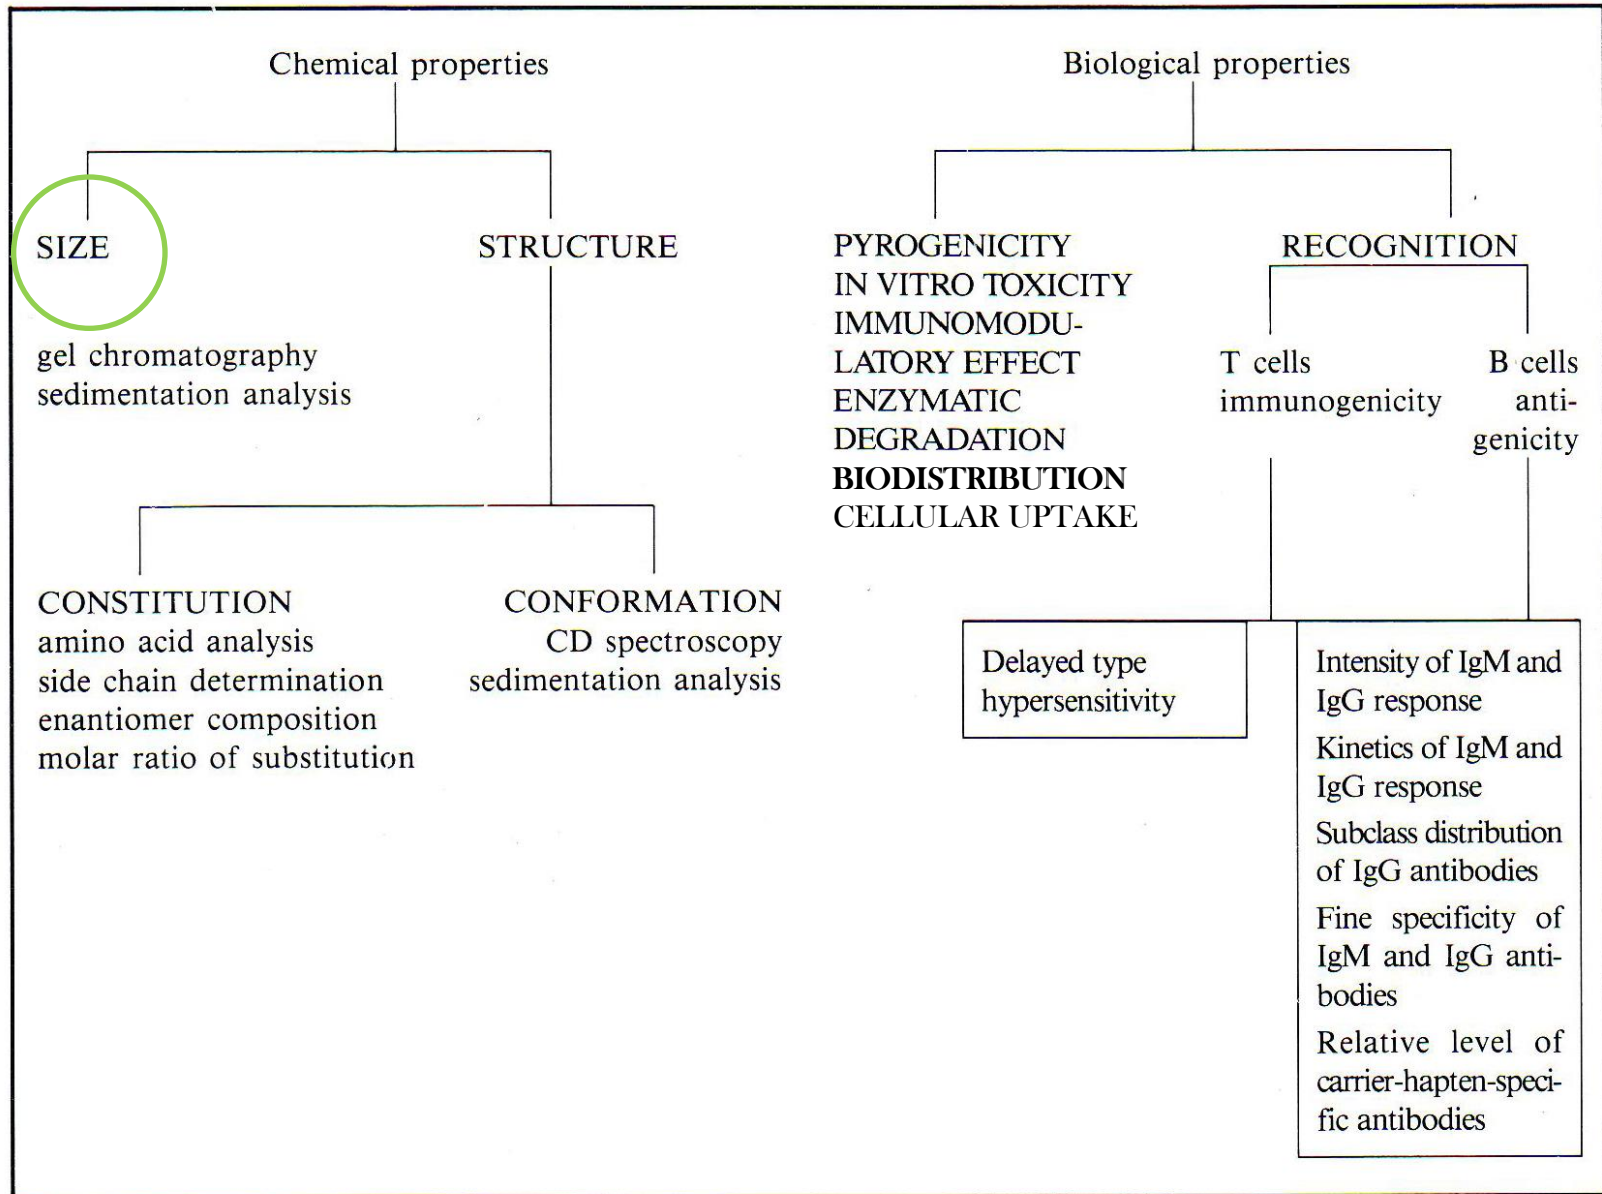 Chemical properties
SIZE
gel chromatography
sedimentation analysis
STRUCTURE
CONSTITUTION
amino acid analysis
side chain determination
enantiomer composition
molar ratio of substitution
CONFORMATION
CD spectroscopy
sedimentation analysis
Biological properties
PYROGENICITY
IN VITRO TOXICITY
IMMUNOMODU-
LATORY EFFECT
ENZYMATIC
DEGRADATION
BIODISTRIBUTION
CELLULAR UPTAKE
RECOGNITION
T cells
immunogenicity
B cells
anti-
genicity
Delayed type
hypersensitivity
Intensity of IgM and
IgG response
Kinetics of IgM and
IgG response
Subclass distribution
of IgG antibodies
Fine specificity of
IgM and IgG anti-
bodies
Relative level of
carrier-hapten-speci-
fic antibodies